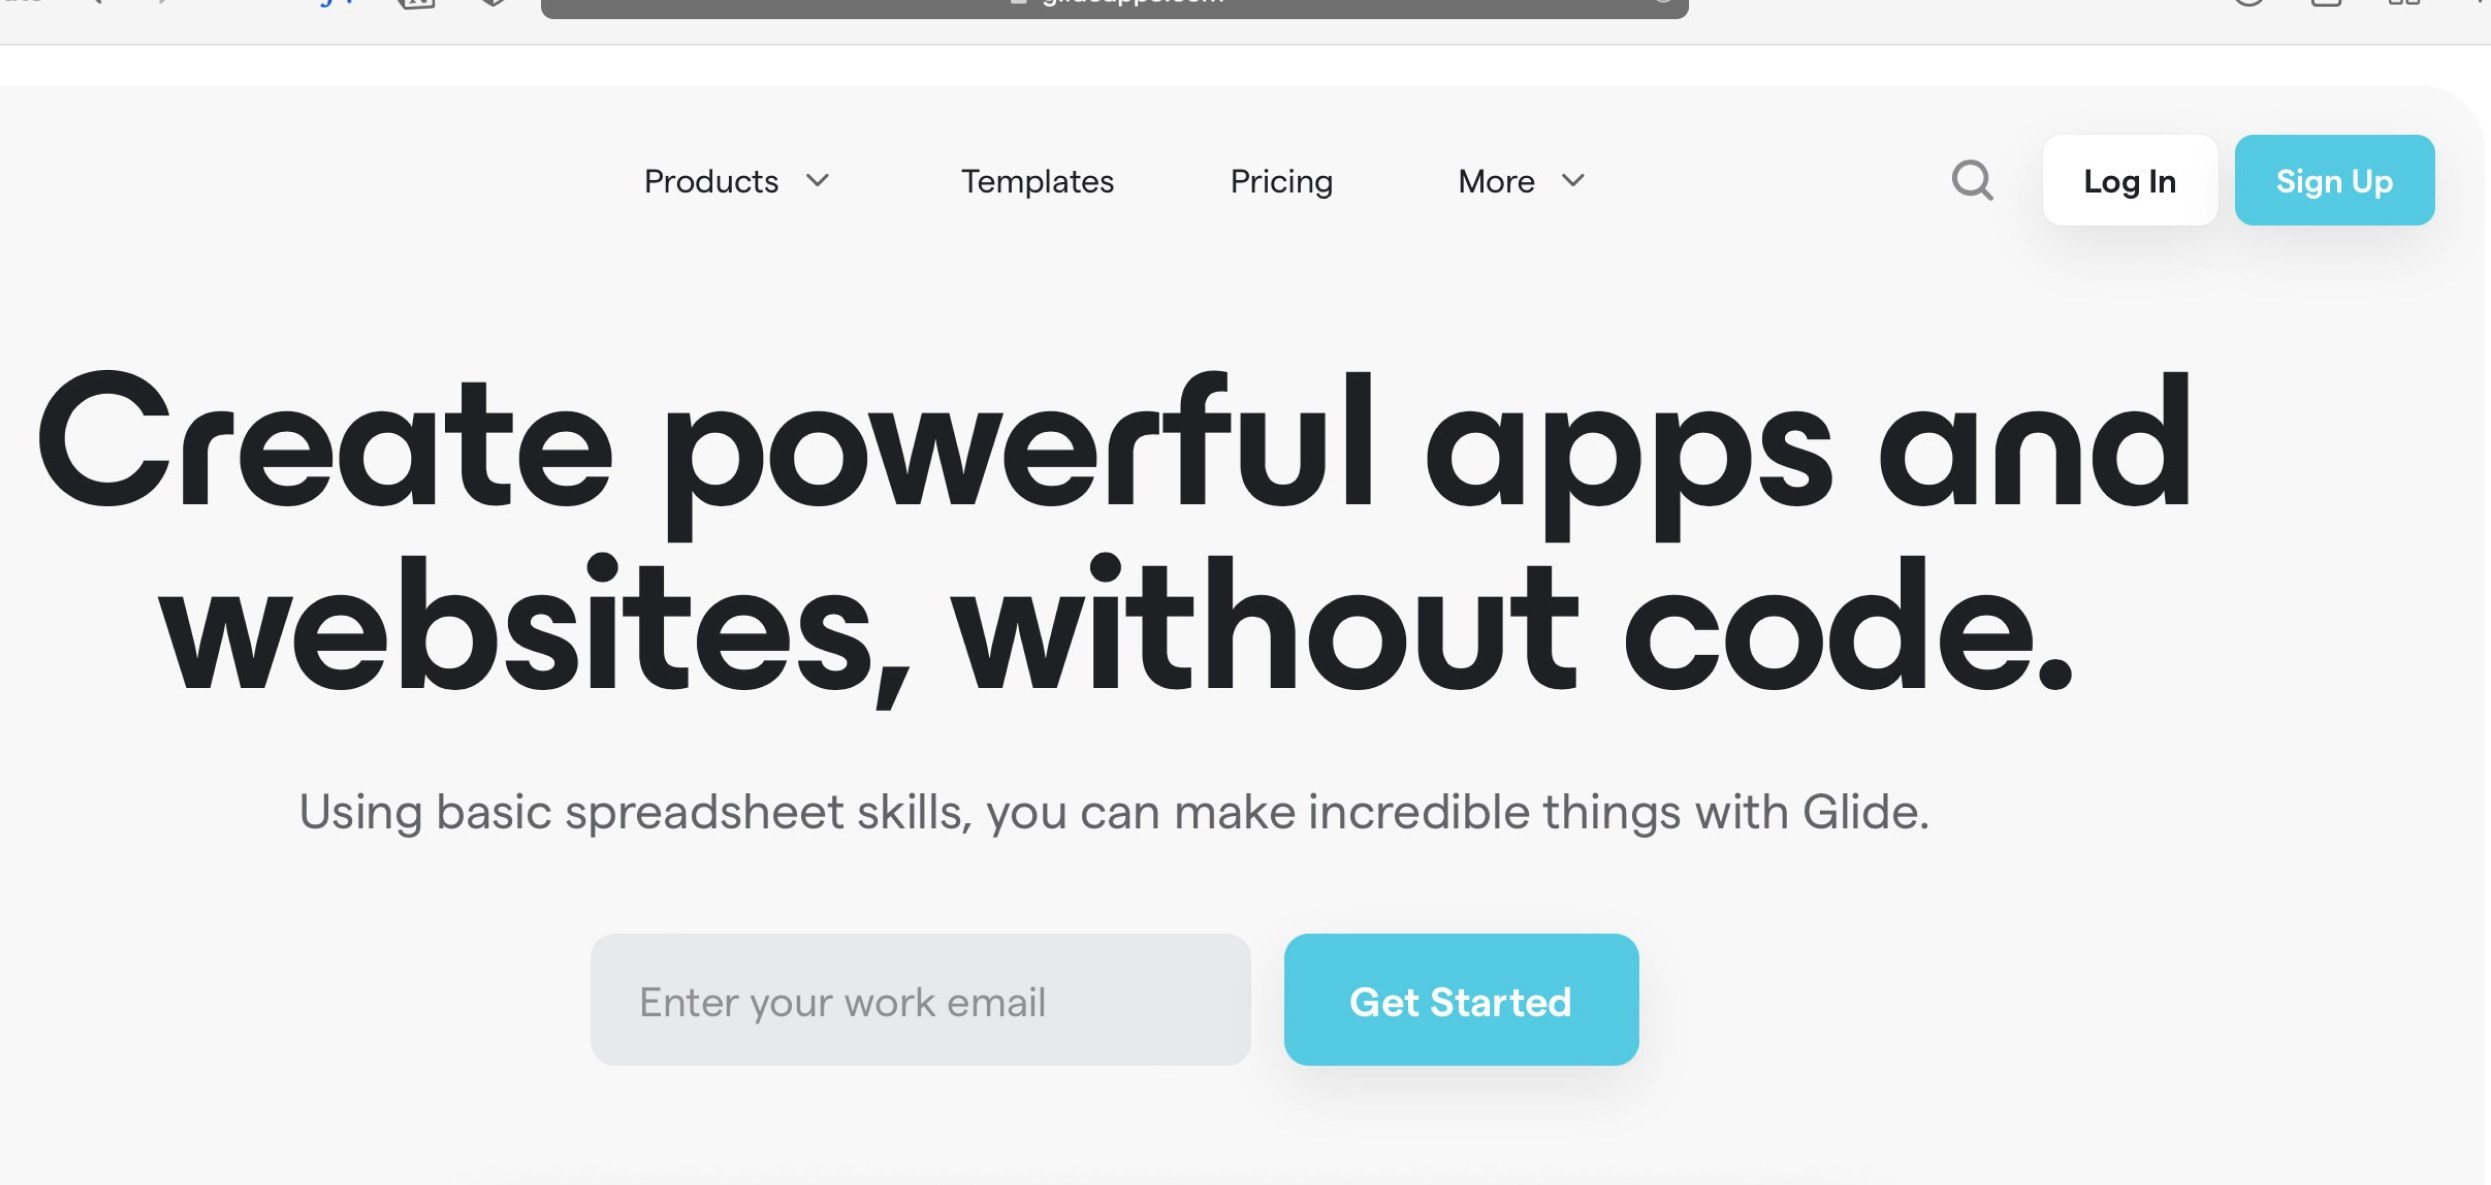 Products
Templates
Pricing
More
Log In
Sign Up
Create powerful apps and
websites, without code.
Using basic spreadsheet skills, you can make incredible things with Glide.
Enter your work email
Get Started